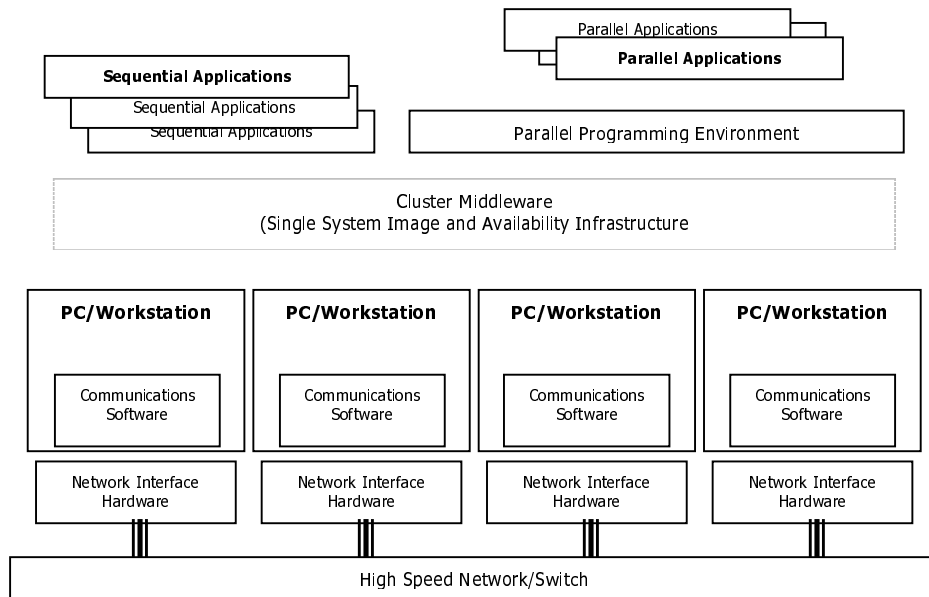 Parallel Applications
Parallel Applications
Sequential Applications
Sequential Applications
Sequential Applications
Parallel Programming Environment
Cluster Middleware
(Single System Image and Availability Infrastructure
PC/Workstation
PC/Workstation
PC/Workstation
PC/Workstation
Communications
Software
Communications
Software
Communications
Software
Communications
Software
Network Interface
Hardware
Network Interface
Hardware
Network Interface
Hardware
Network Interface
Hardware
High Speed Network/Switch